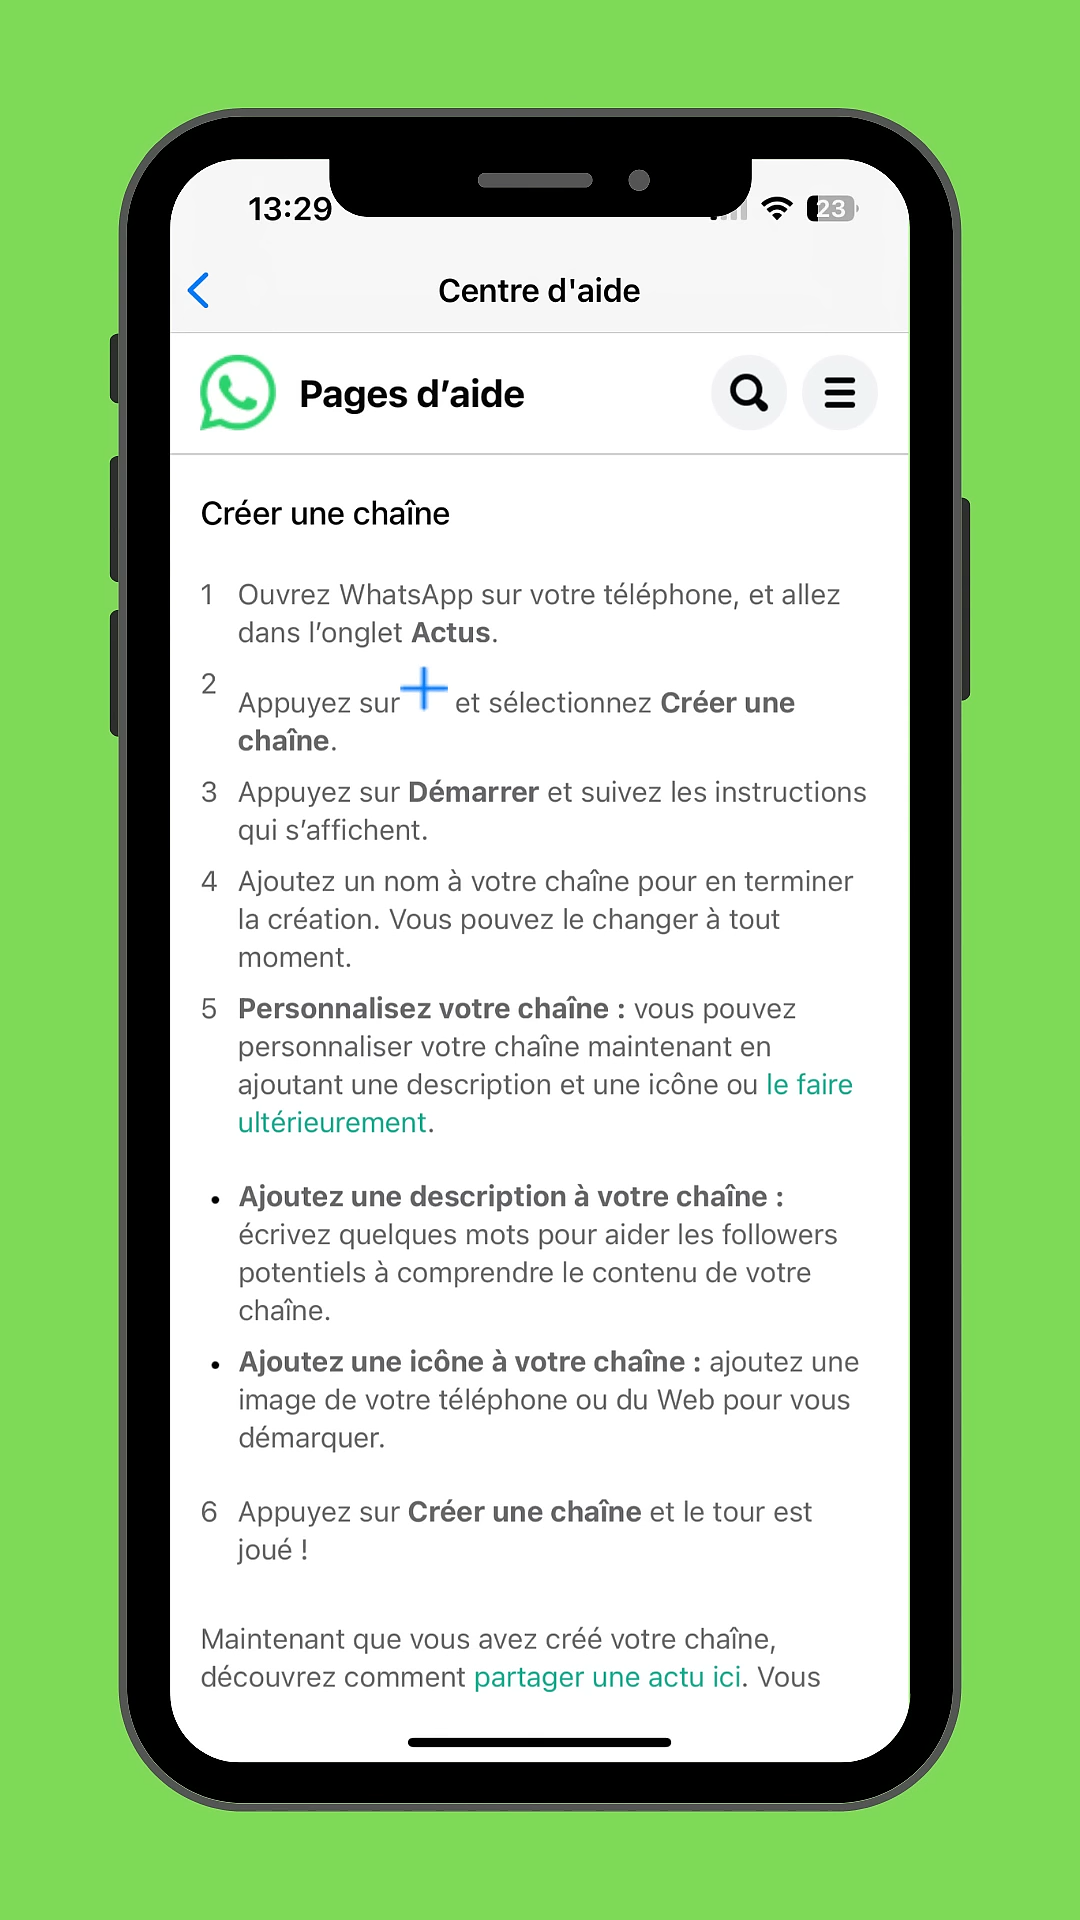 13:29
23
Centre d'aide
Pages d’aide
Créer une chaîne
1 Ouvrez WhatsApp sur votre téléphone, et allez
dans l’onglet Actus.
2 Appuyez sur + et sélectionnez Créer une
chaîne.
3 Appuyez sur Démarrer et suivez les instructions
qui s’affichent.
4 Ajoutez un nom à votre chaîne pour en terminer
la création. Vous pouvez le changer à tout
moment.
5 Personnalisez votre chaîne : vous pouvez
personnaliser votre chaîne maintenant en
ajoutant une description et une icône ou le faire
ultérieurement.
• Ajoutez une description à votre chaîne :
écrivez quelques mots pour aider les followers
potentiels à comprendre le contenu de votre
chaîne.
• Ajoutez une icône à votre chaîne : ajoutez une
image de votre téléphone ou du Web pour vous
démarquer.
6 Appuyez sur Créer une chaîne et le tour est
joué !
Maintenant que vous avez créé votre chaîne,
découvrez comment partager une actu ici. Vous